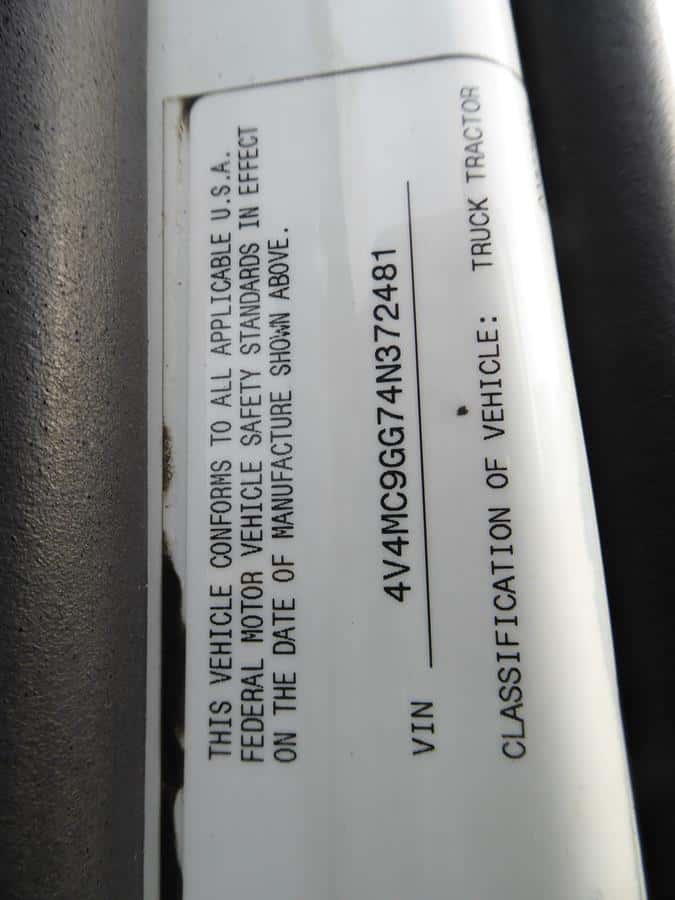 THIS VEHICLE CONFORMS TO ALL APPLICABLE U.S.A.
FEDERAL MOTOR VEHICLE SAFETY STANDARDS IN EFFECT
ON THE DATE OF MANUFACTURE SHOWN ABOVE.
VIN 4V4MC9GG74N372481
CLASSIFICATION OF VEHICLE: TRUCK TRACTOR